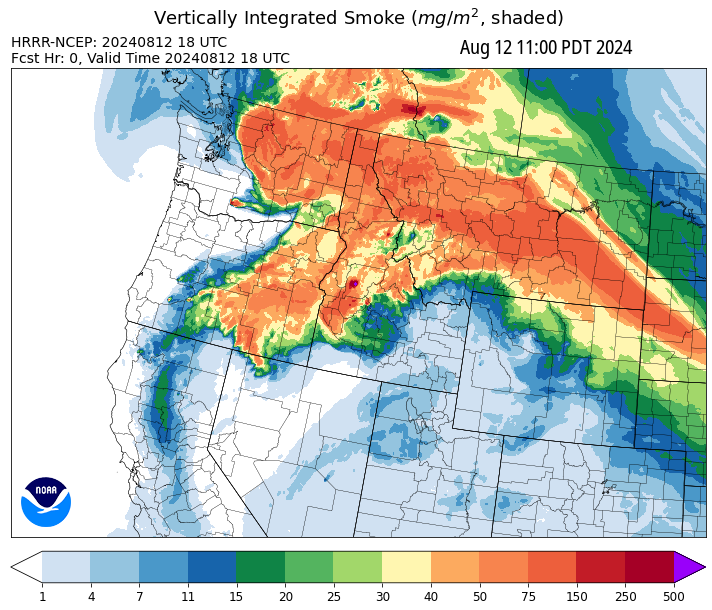 Vertically Integrated Smoke (mg/m², shaded)
HRRR-NCEP: 20240812 18 UTC
Aug 12 11:00 PDT 2024
Fcst Hr: 0, Valid Time 20240812 18 UTC
NOAA
1 4 7 11 15 20 25 30 40 50 75 150 250 500